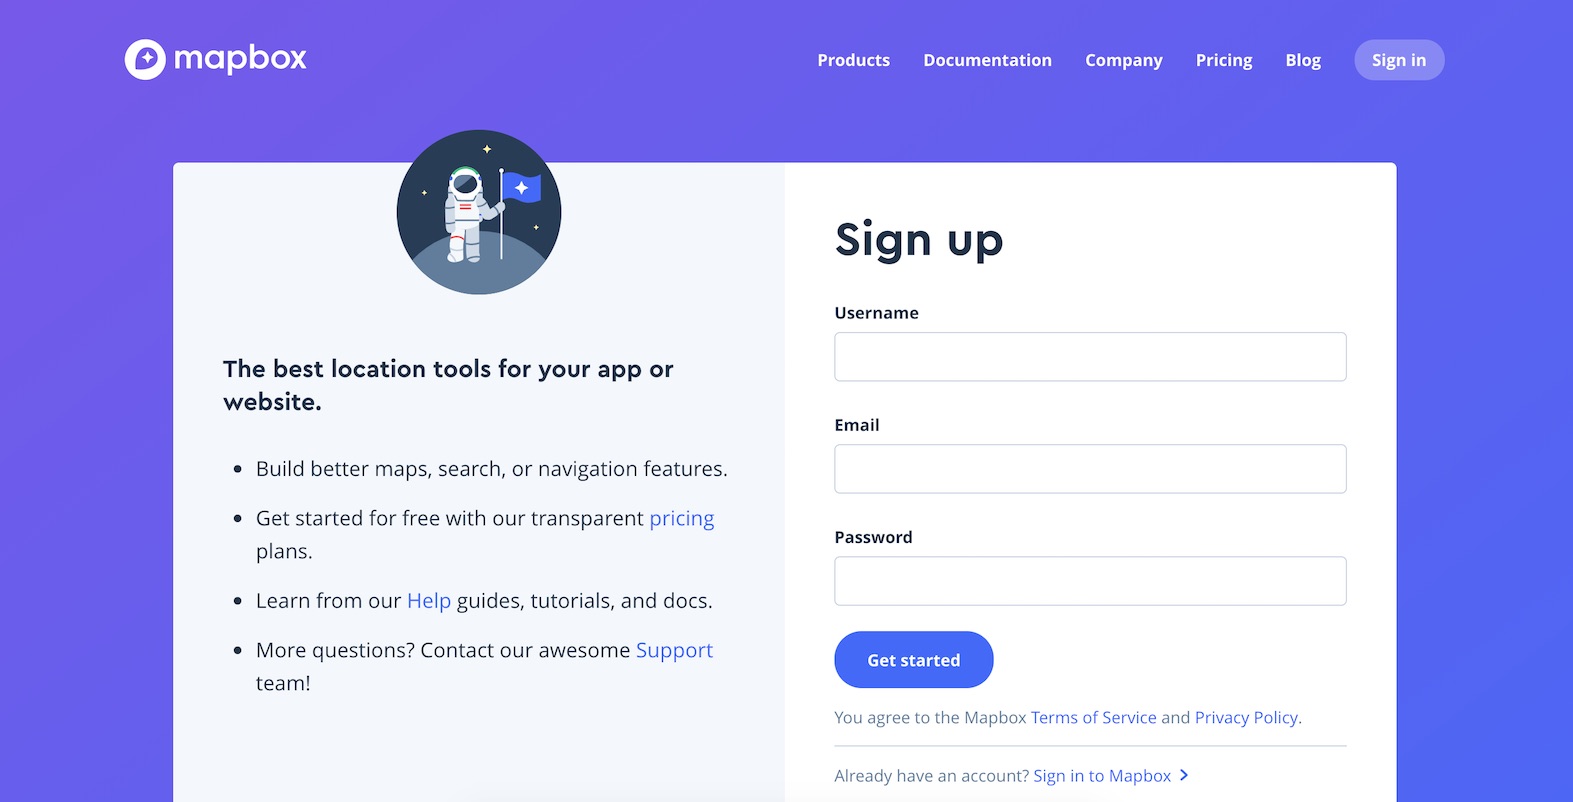 mapbox
Products Documentation Company Pricing Blog Sign in
The best location tools for your app or
website.
Build better maps, search, or navigation features.
Get started for free with our transparent pricing
plans.
Learn from our Help guides, tutorials, and docs.
More questions? Contact our awesome Support
team!
Sign up
Username
Email
Password
Get started
You agree to the Mapbox Terms of Service and Privacy Policy.
Already have an account? Sign in to Mapbox